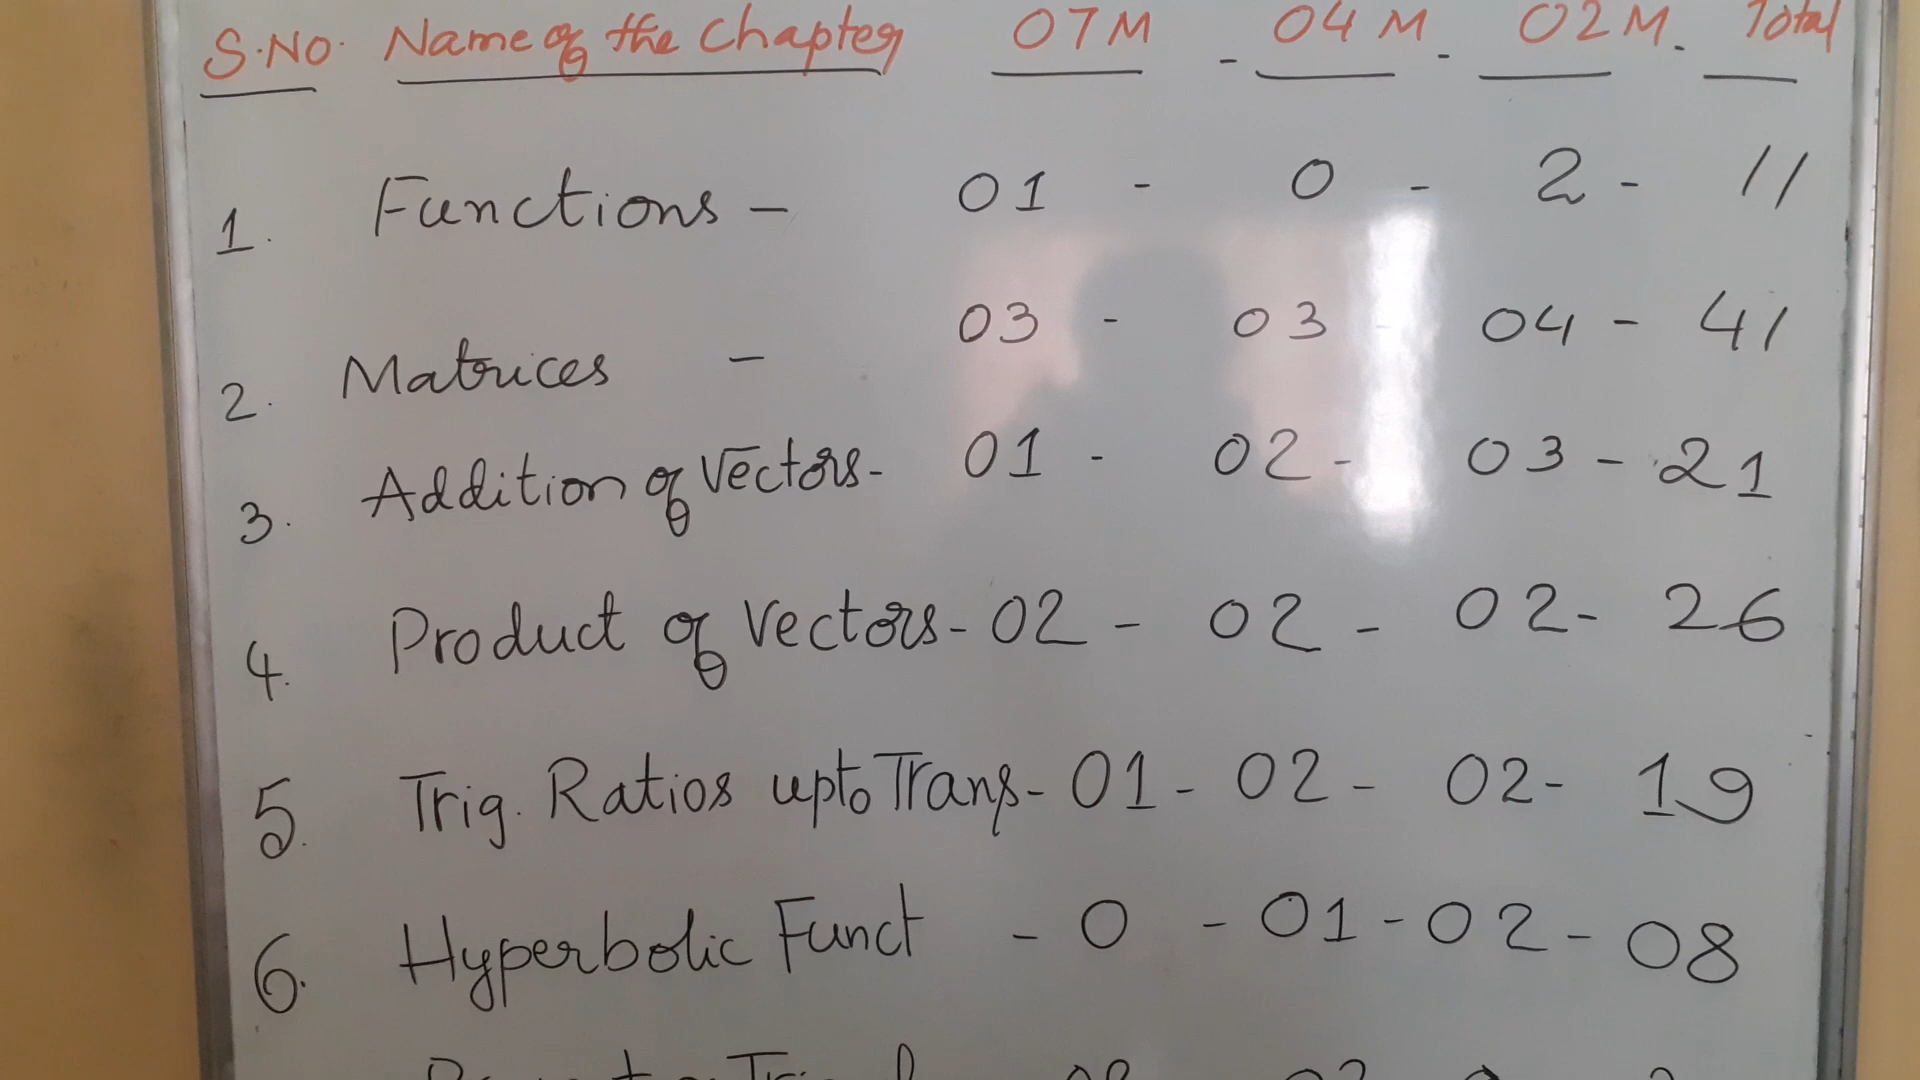 S.NO. Name of the Chapter 07M - 04M - 02M. Total
1. Functions - 01 - 0 - 2 - 11
2. Matrices - 03 - 03 - 04 - 41
3. Addition of Vectors - 01 - 02 - 03 - 21
4. Product of Vectors - 02 - 02 - 02 - 26
5. Trig. Ratios upto Trans - 01 - 02 - 02 - 19
6. Hyperbolic Funct - 0 - 01 - 02 - 08